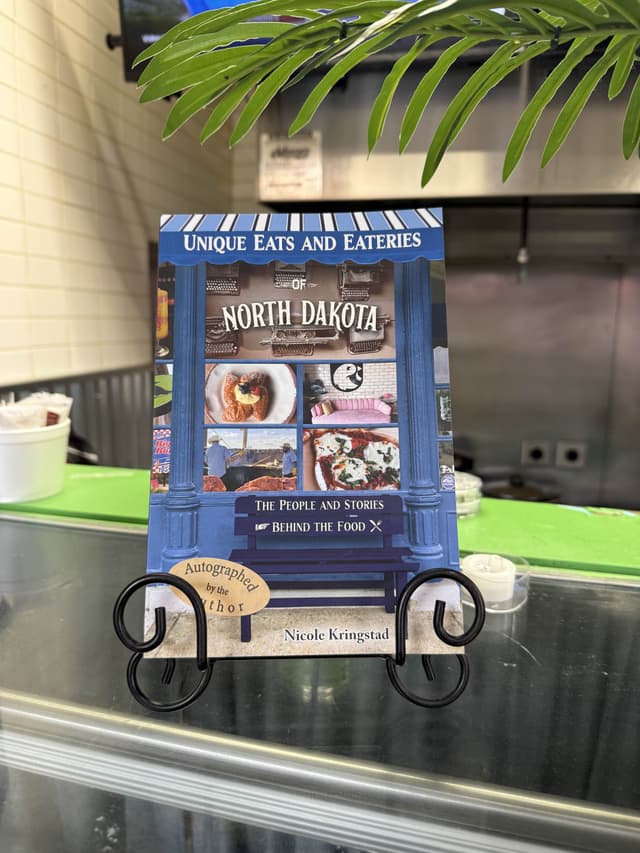 UNIQUE EATS AND EATERIES
OF
NORTH DAKOTA
THE PEOPLE AND STORIES
BEHIND THE FOOD
Autographed
by the
thor
Nicole Kringstad